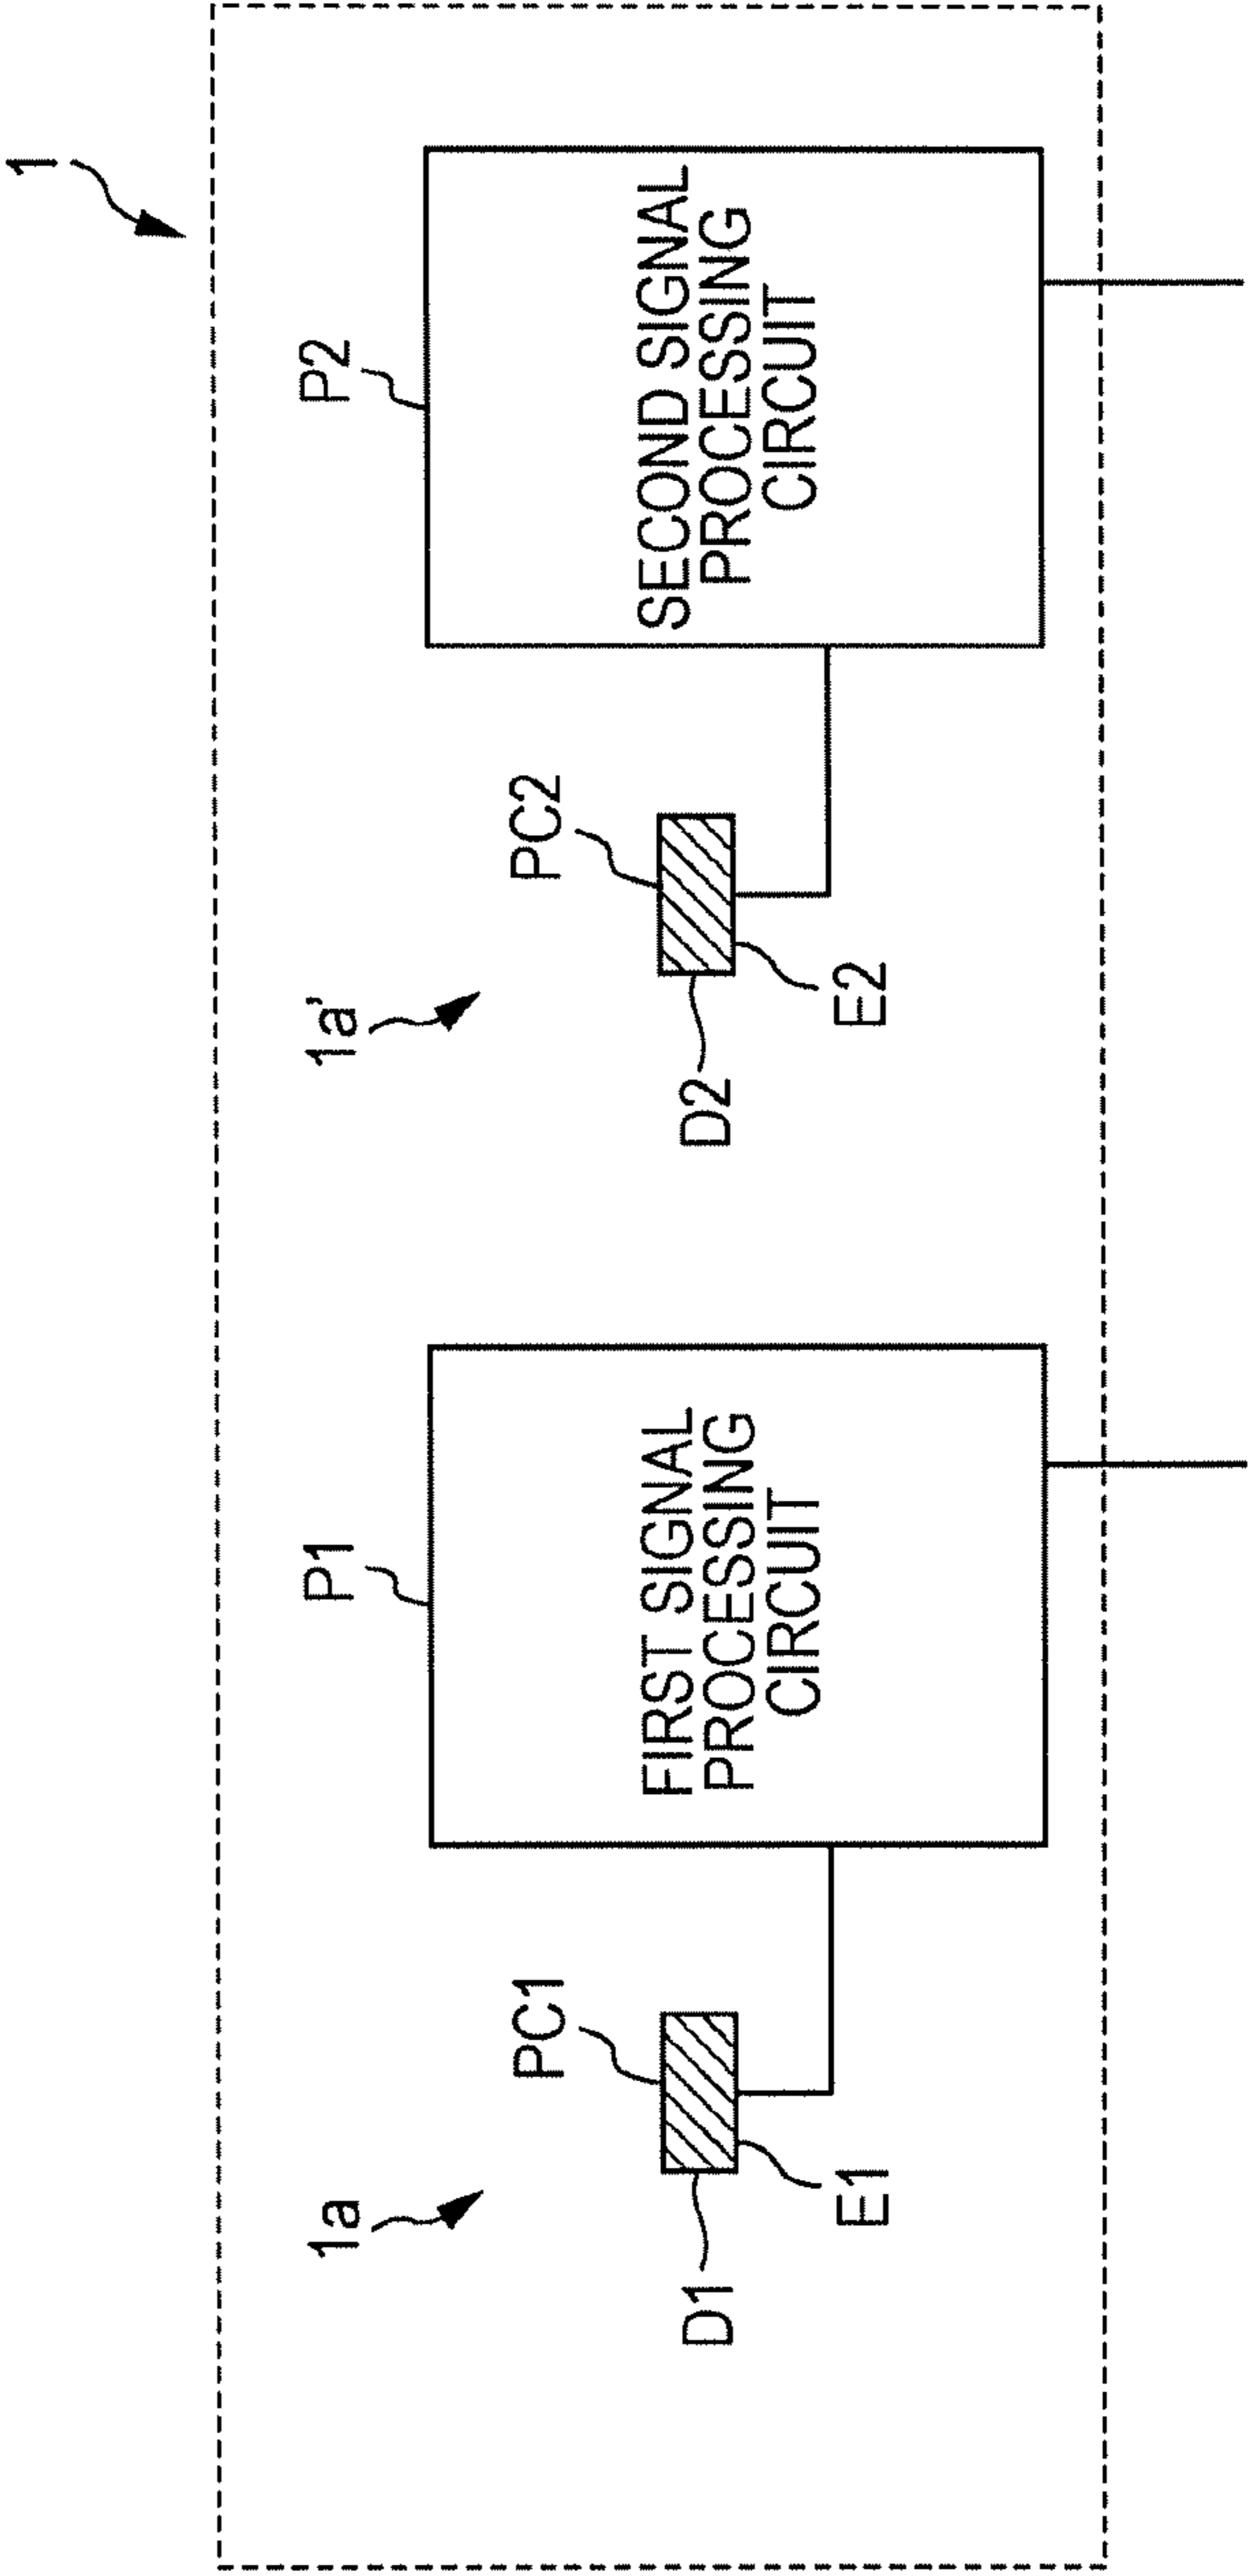 1
1a
P1
PC1
D1
E1
FIRST SIGNAL
PROCESSING
CIRCUIT
1a'
P2
PC2
D2
E2
SECOND SIGNAL
PROCESSING
CIRCUIT